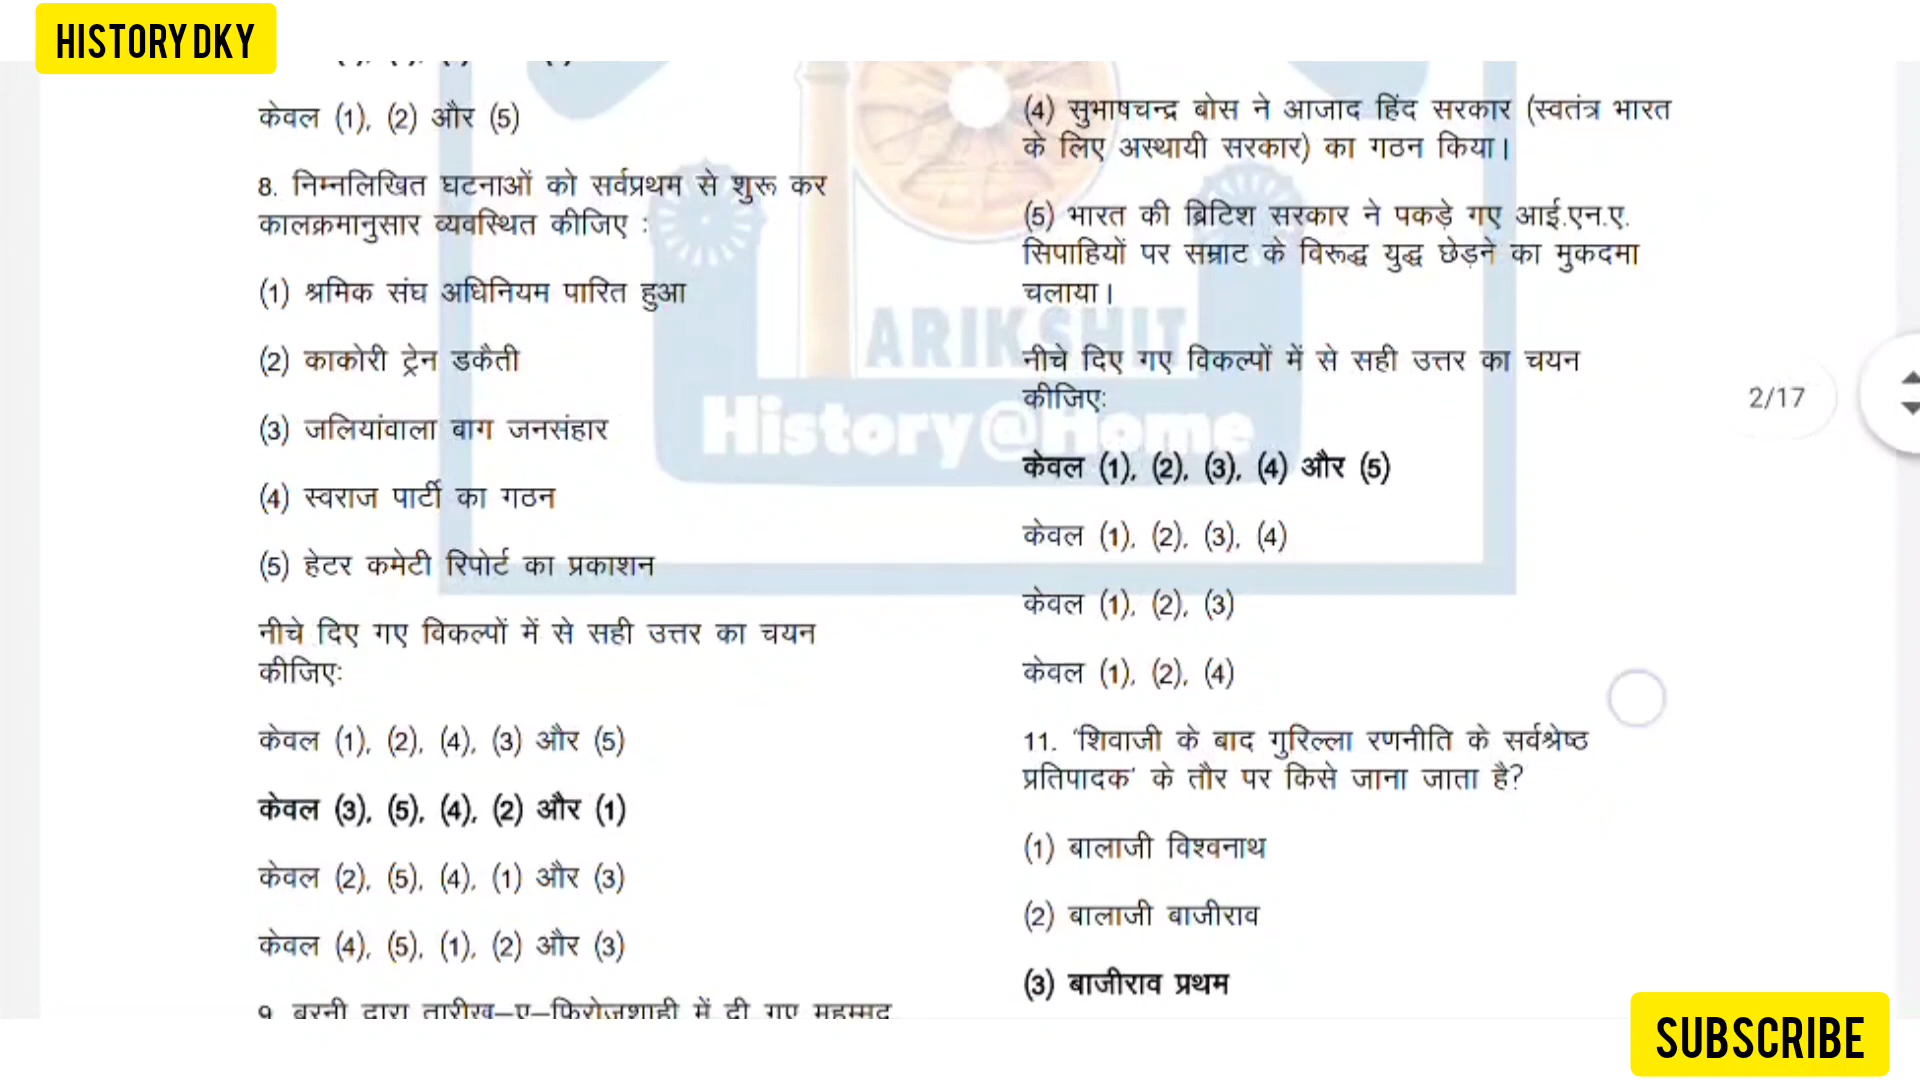 HISTORY DKY
केवल (1), (2) और (5)
8. निम्नलिखित घटनाओं को सर्वप्रथम से शुरू कर
कालक्रमानुसार व्यवस्थित कीजिए :
(1) श्रमिक संघ अधिनियम पारित हुआ
(2) काकोरी ट्रेन डकैती
(3) जलियांवाला बाग जनसंहार
(4) स्वराज पार्टी का गठन
(5) हेटर कमेटी रिपोर्ट का प्रकाशन
नीचे दिए गए विकल्पों में से सही उत्तर का चयन
कीजिए:
केवल (1), (2), (4), (3) और (5)
केवल (3), (5), (4), (2) और (1)
केवल (2), (5), (4), (1) और (3)
केवल (4), (5), (1), (2) और (3)
9. बरनी द्वारा तारीख–ए–फिरोजशाही में दी गए मुहम्मद
(4) सुभाषचन्द्र बोस ने आजाद हिंद सरकार (स्वतंत्र भारत
के लिए अस्थायी सरकार) का गठन किया।
(5) भारत की ब्रिटिश सरकार ने पकड़े गए आई.एन.ए.
सिपाहियों पर सम्राट के विरूद्ध युद्ध छेड़ने का मुकदमा
चलाया।
नीचे दिए गए विकल्पों में से सही उत्तर का चयन
कीजिए:
केवल (1), (2), (3), (4) और (5)
केवल (1), (2), (3), (4)
केवल (1), (2), (3)
केवल (1), (2), (4)
11. 'शिवाजी के बाद गुरिल्ला रणनीति के सर्वश्रेष्ठ
प्रतिपादक' के तौर पर किसे जाना जाता है?
(1) बालाजी विश्वनाथ
(2) बालाजी बाजीराव
(3) बाजीराव प्रथम
ARIKSHIT
History@Home
2/17
SUBSCRIBE